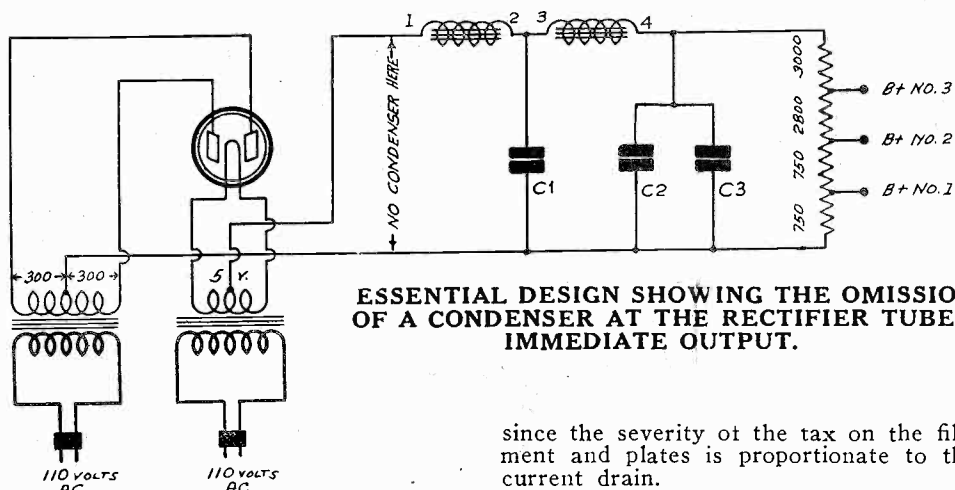 1 2 3 4
NO CONDENSER HERE
C1 C2 C3
3000
2800
750
750
B+ NO.3
B+ NO.2
B+ NO.1
300 300
5 V.
110 VOLTS
AC
110 VOLTS
AC
ESSENTIAL DESIGN SHOWING THE OMISSIO
OF A CONDENSER AT THE RECTIFIER TUBE
IMMEDIATE OUTPUT.
since the severity of the tax on the fil
ment and plates is proportionate to th
current drain.